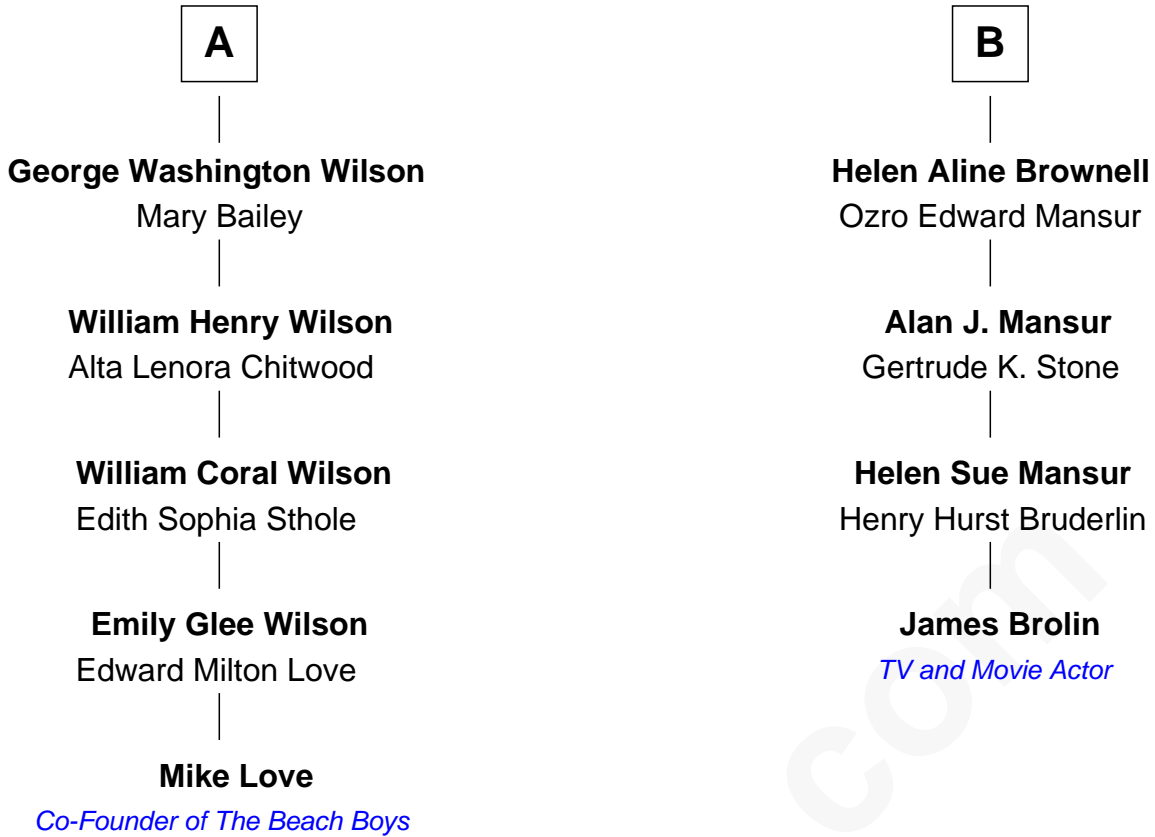 A
George Washington Wilson
Mary Bailey
William Henry Wilson
Alta Lenora Chitwood
William Coral Wilson
Edith Sophia Sthole
Emily Glee Wilson
Edward Milton Love
Mike Love
Co-Founder of The Beach Boys
B
Helen Aline Brownell
Ozro Edward Mansur
Alan J. Mansur
Gertrude K. Stone
Helen Sue Mansur
Henry Hurst Bruderlin
James Brolin
TV and Movie Actor
com